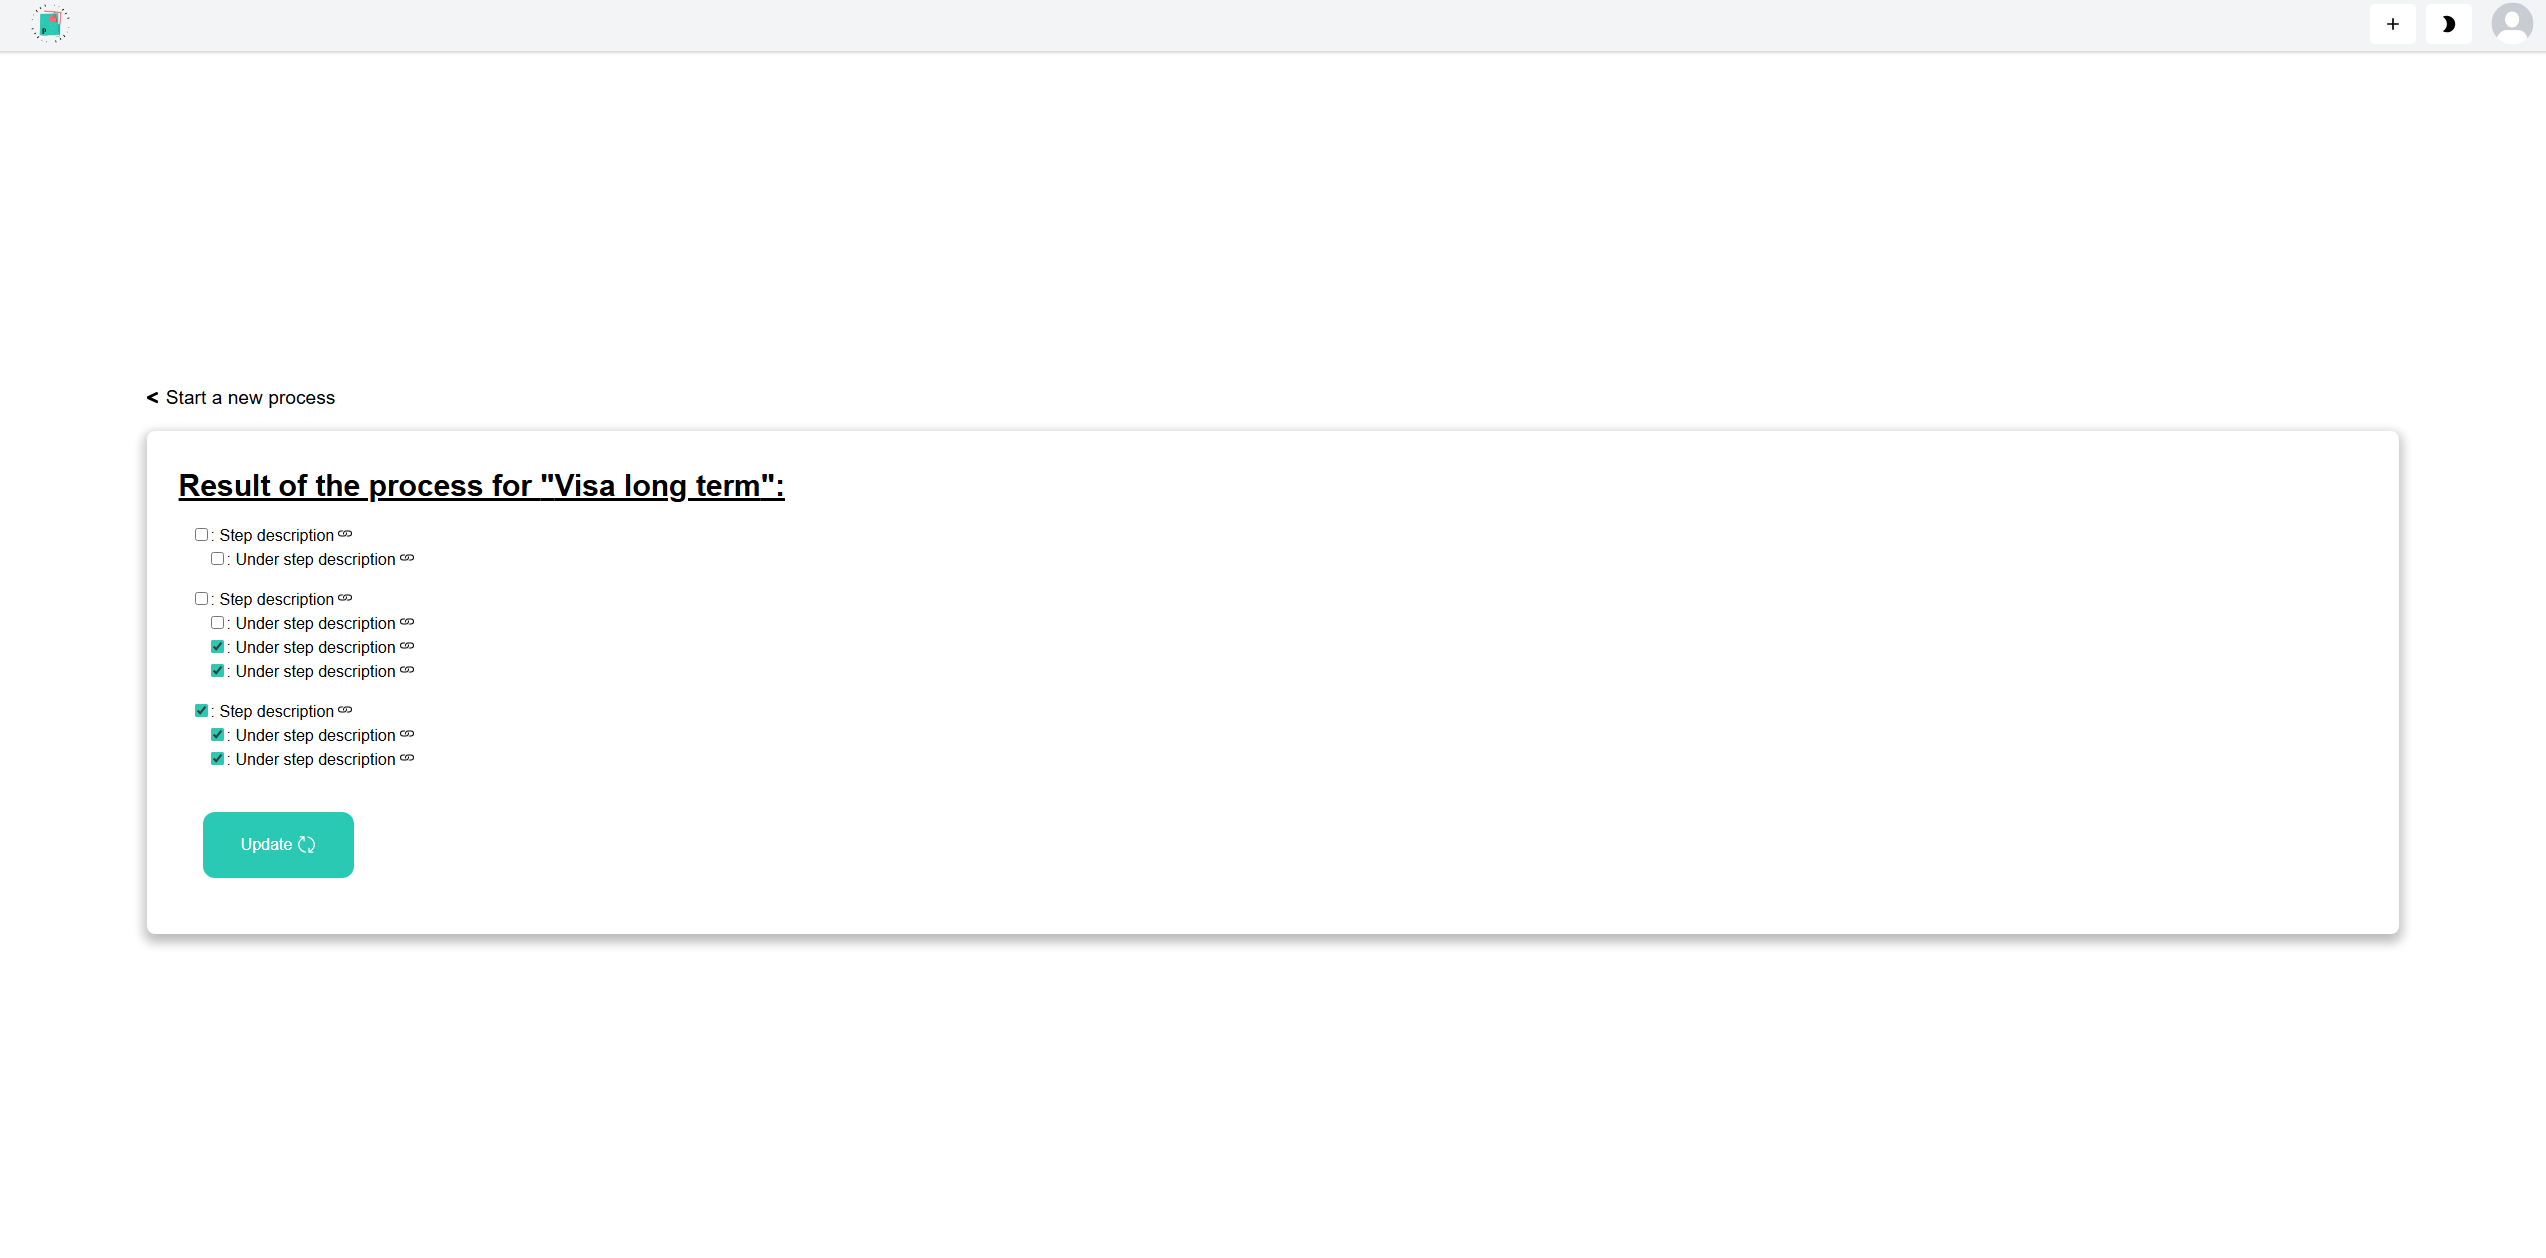 P
+
< Start a new process
Result of the process for "Visa long term":
: Step description
: Under step description
: Step description
: Under step description
: Under step description
: Under step description
: Step description
: Under step description
: Under step description
Update